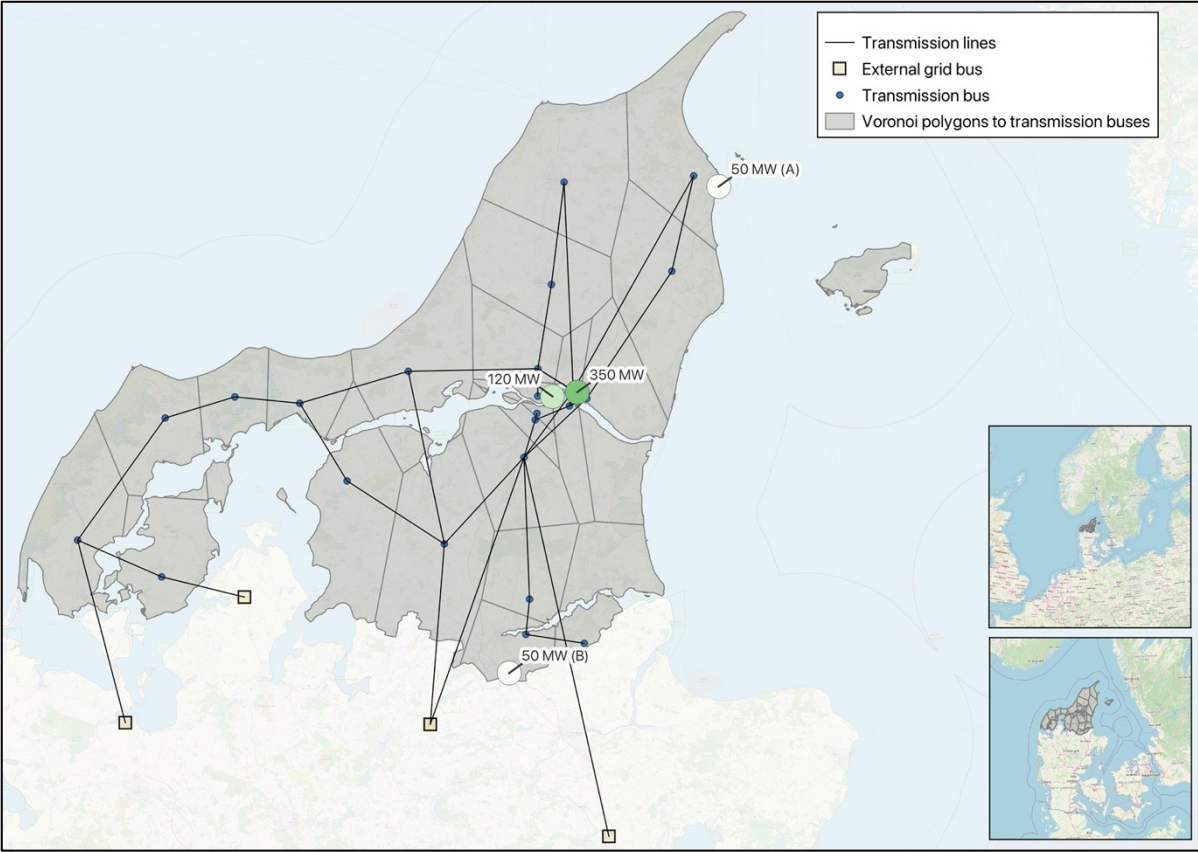 Transmission lines
External grid bus
Transmission bus
Voronoi polygons to transmission buses
50 MW (A)
120 MW
350 MW
50 MW (B)